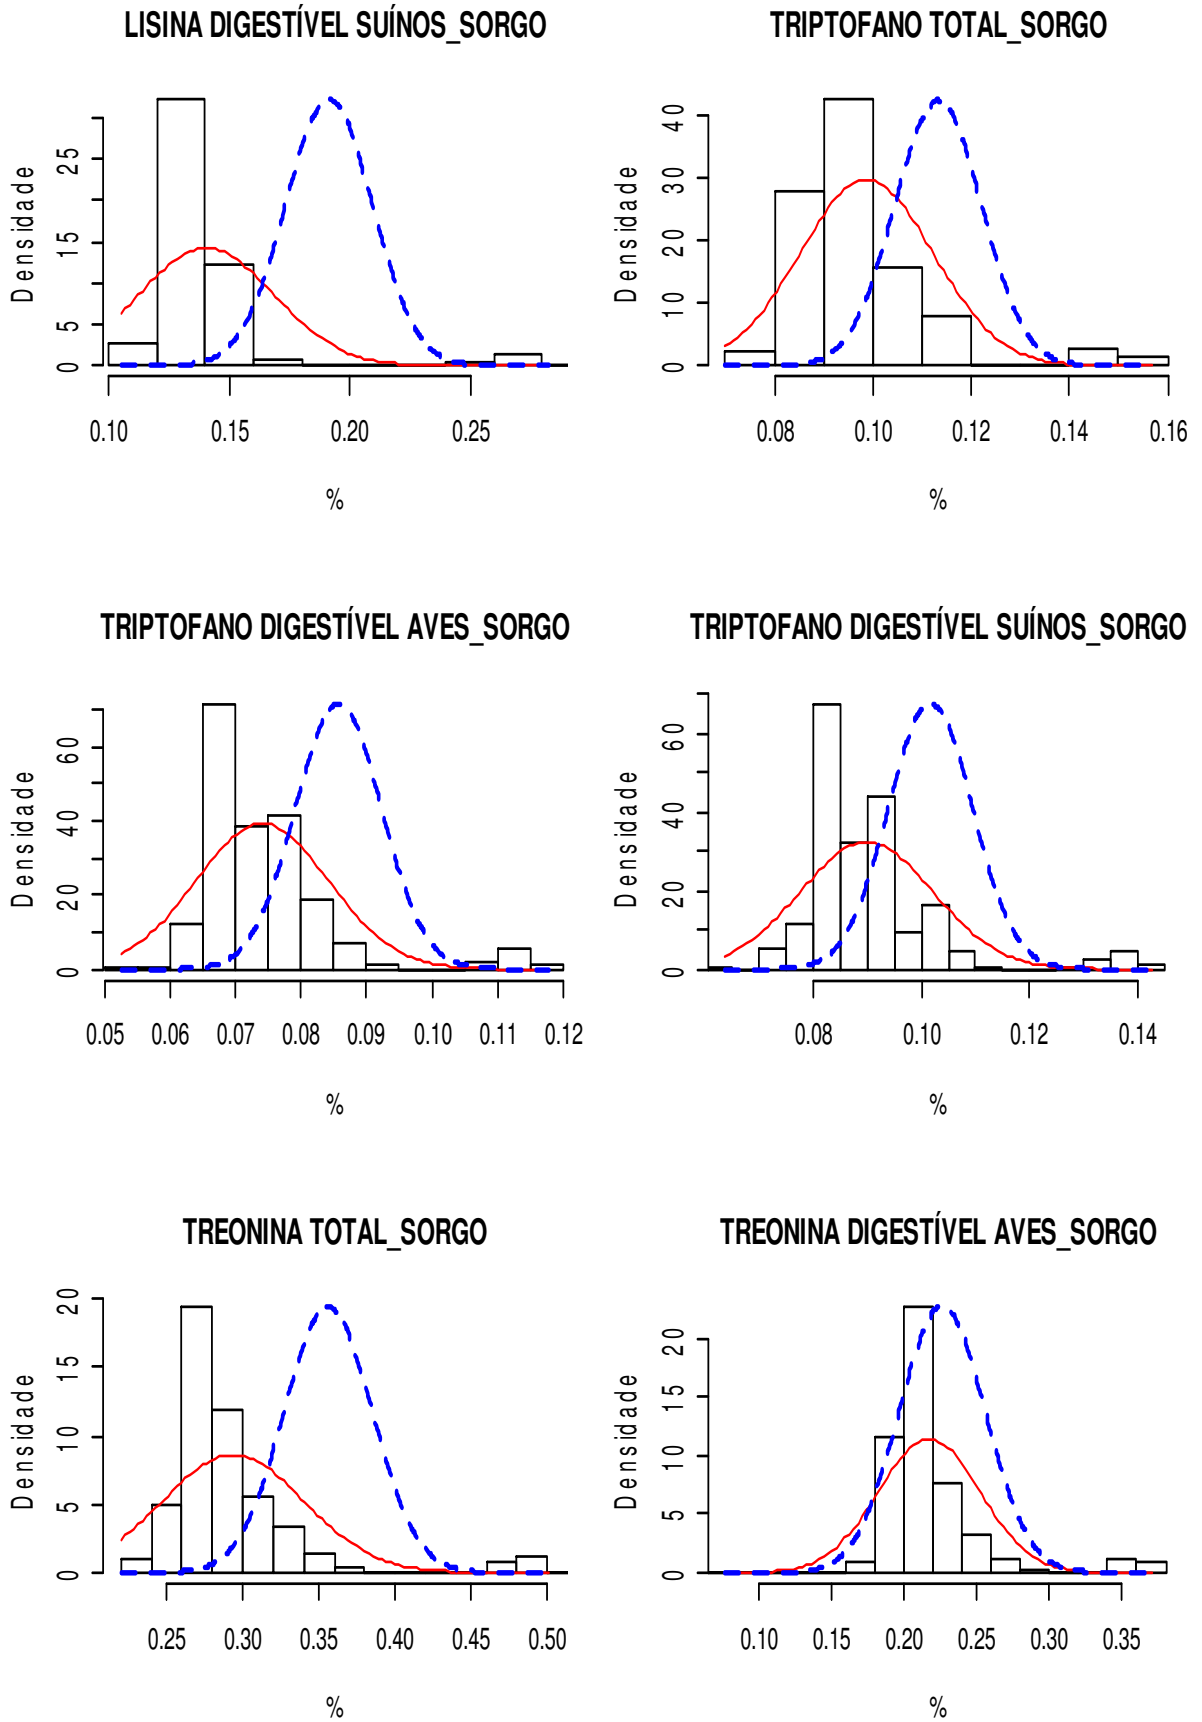 LISINA DIGESTÍVEL SUÍNOS_SORGO
Densidade
0 5 15 25
0.10 0.15 0.20 0.25
%
TRIPTOFANO TOTAL_SORGO
Densidade
0 10 20 30 40
0.08 0.10 0.12 0.14 0.16
%
TRIPTOFANO DIGESTÍVEL AVES_SORGO
Densidade
0 20 40 60
0.05 0.06 0.07 0.08 0.09 0.10 0.11 0.12
%
TRIPTOFANO DIGESTÍVEL SUÍNOS_SORGO
Densidade
0 20 40 60
0.08 0.10 0.12 0.14
%
TREONINA TOTAL_SORGO
Densidade
0 5 10 15 20
0.25 0.30 0.35 0.40 0.45 0.50
%
TREONINA DIGESTÍVEL AVES_SORGO
Densidade
0 5 10 15 20
0.10 0.15 0.20 0.25 0.30 0.35
%